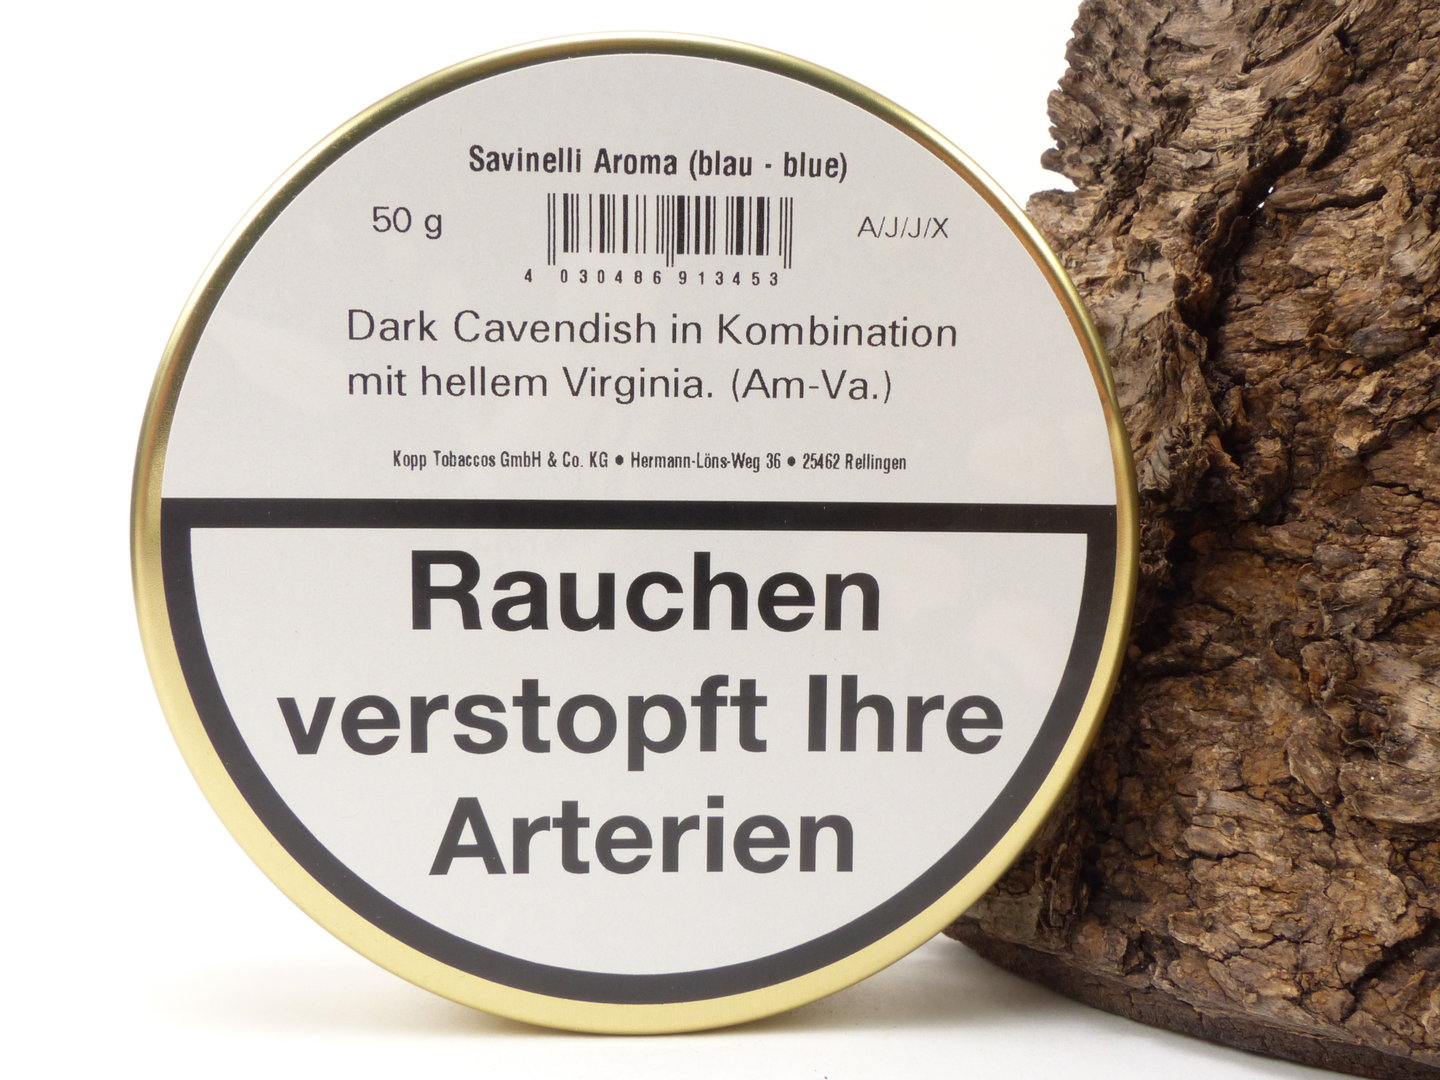 Savinelli Aroma (blau - blue)
50 g
A/J/J/X
4 030486 913453
Dark Cavendish in Kombination
mit hellem Virginia. (Am-Va.)
Kopp Tobaccos GmbH & Co. KG • Hermann-Löns-Weg 36 • 25462 Rellingen
Rauchen
verstopft Ihre
Arterien